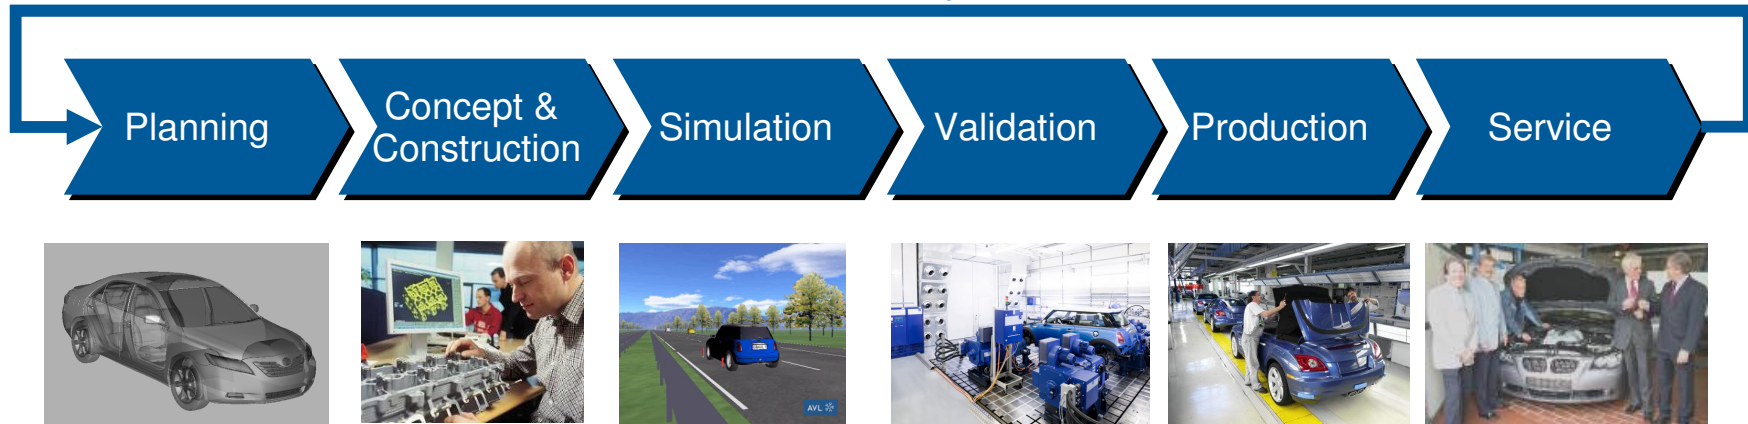 Planning
Concept &
Construction
Simulation
Validation
Production
Service
AVL